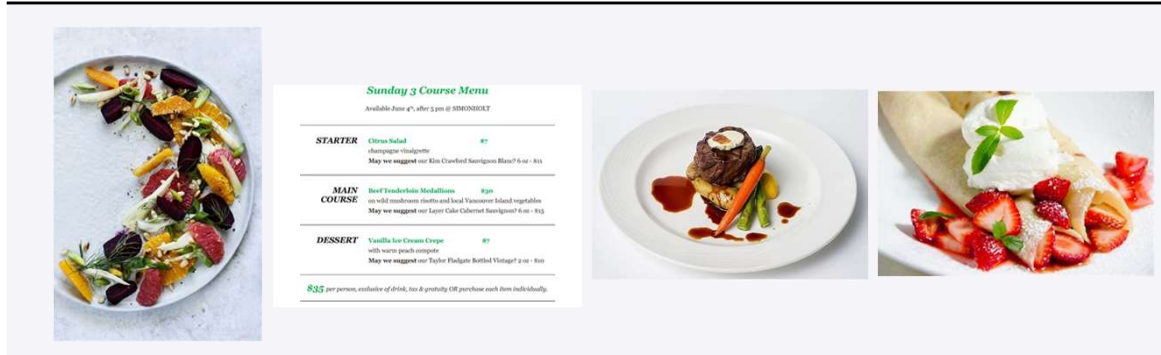 Sunday 3 Course Menu
Available June 4th, after 5 pm @ SIMONHOLT
STARTER Citrus Salad $7
champagne vinaigrette
May we suggest our Kim Crawford Sauvignon Blanc? 6 oz - $11
MAIN COURSE Beef Tenderloin Medallions $30
on wild mushroom risotto and local Vancouver Island vegetables
May we suggest our Layer Cake Cabernet Sauvignon? 6 oz - $15
DESSERT Vanilla Ice Cream Crepe $7
with warm peach compote
May we suggest our Taylor Fladgate Bottled Vintage? 2 oz - $10
$35 per person, exclusive of drink, tax & gratuity OR purchase each item individually.